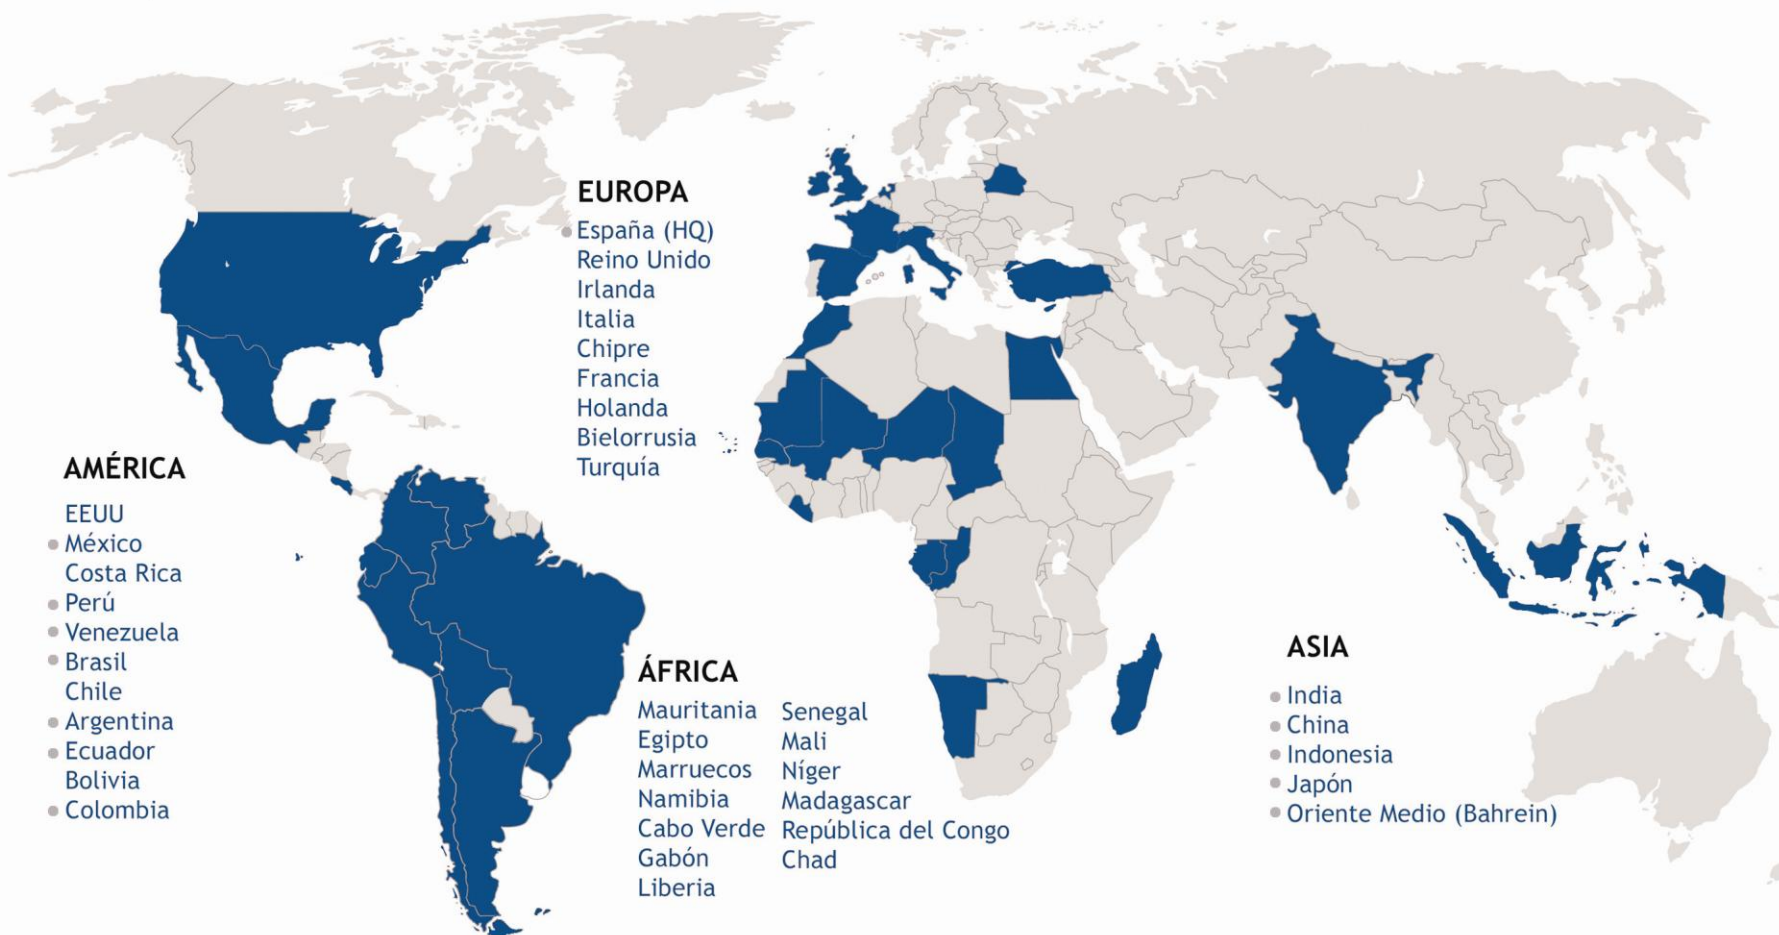 EUROPA
España (HQ)
Reino Unido
Irlanda
Italia
Chipre
Francia
Holanda
Bielorrusia
Turquía
AMÉRICA
EEUU
México
Costa Rica
Perú
Venezuela
Brasil
Chile
Argentina
Ecuador
Bolivia
Colombia
ÁFRICA
Mauritania
Egipto
Marruecos
Namibia
Cabo Verde
Gabón
Liberia
Senegal
Mali
Níger
Madagascar
República del Congo
Chad
ASIA
India
China
Indonesia
Japón
Oriente Medio (Bahrein)